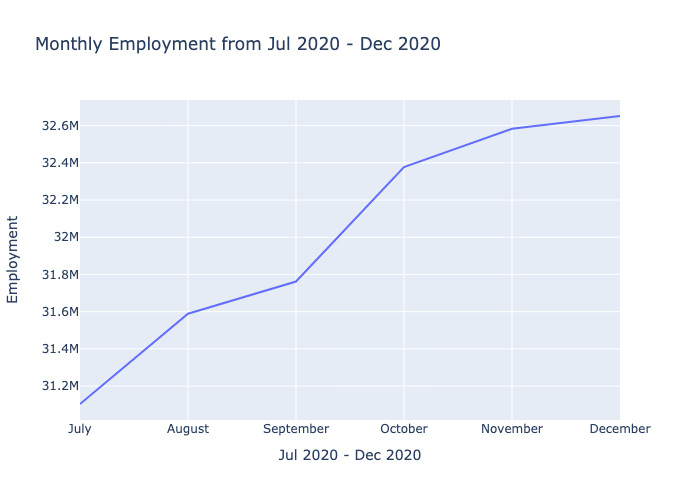 Monthly Employment from Jul 2020 - Dec 2020
32.6M
32.4M
32.2M
32M
31.8M
31.6M
31.4M
31.2M
Employment
July August September October November December
Jul 2020 - Dec 2020